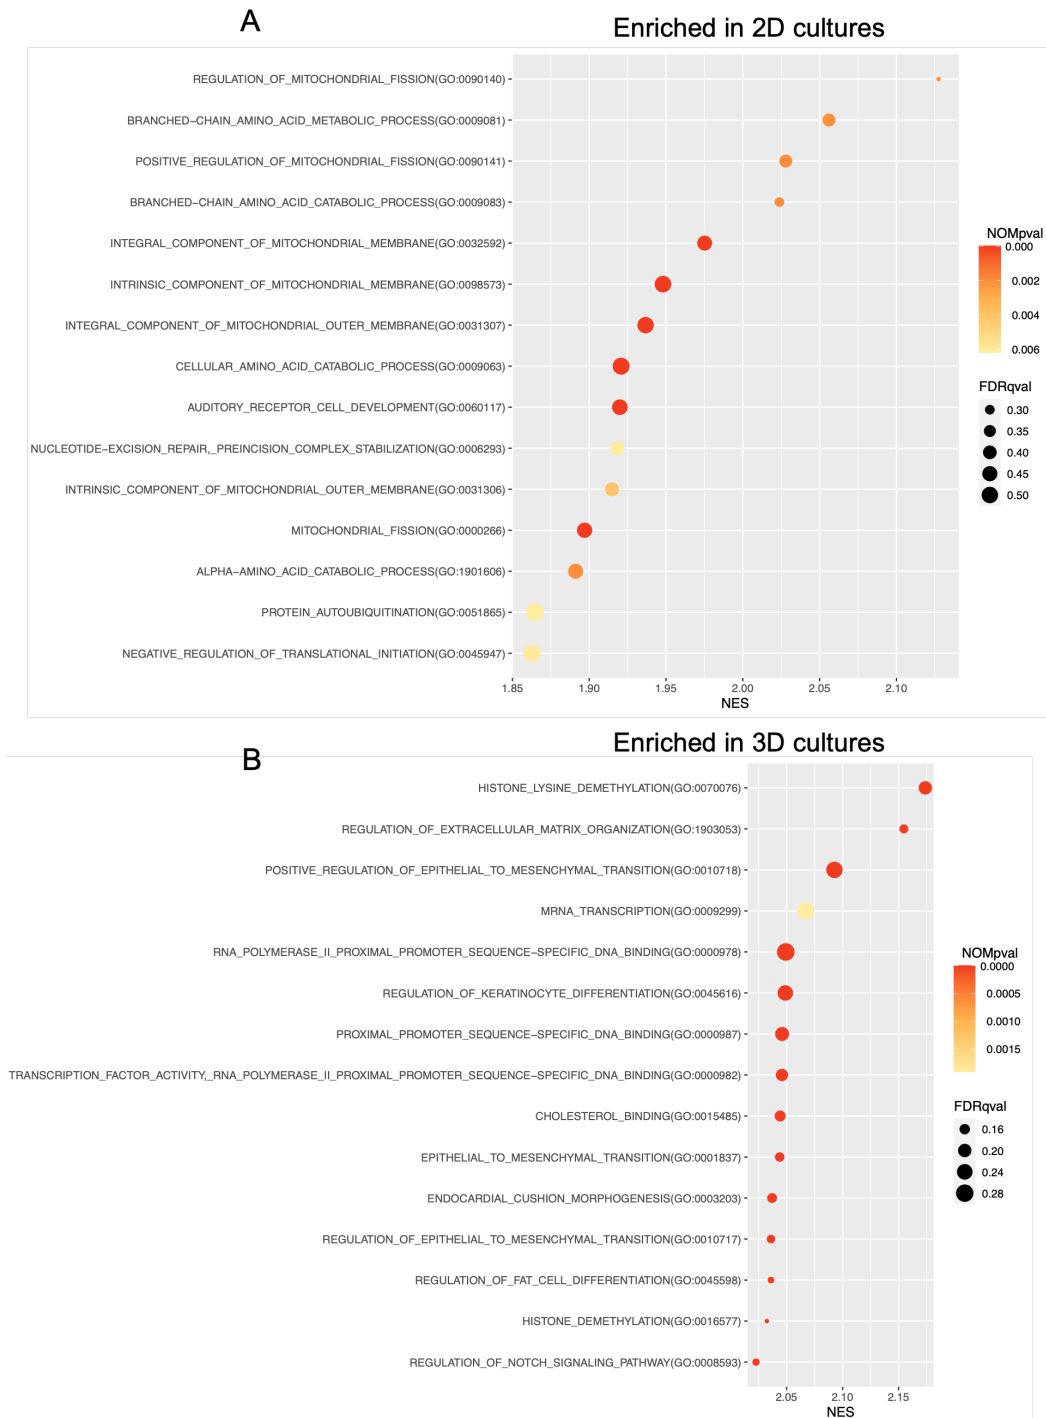 A
Enriched in 2D cultures
REGULATION_OF_MITOCHONDRIAL_FISSION(GO:0090140)
BRANCHED−CHAIN_AMINO_ACID_METABOLIC_PROCESS(GO:0009081)
POSITIVE_REGULATION_OF_MITOCHONDRIAL_FISSION(GO:0090141)
BRANCHED−CHAIN_AMINO_ACID_CATABOLIC_PROCESS(GO:0009083)
INTEGRAL_COMPONENT_OF_MITOCHONDRIAL_MEMBRANE(GO:0032592)
INTRINSIC_COMPONENT_OF_MITOCHONDRIAL_MEMBRANE(GO:0098573)
INTEGRAL_COMPONENT_OF_MITOCHONDRIAL_OUTER_MEMBRANE(GO:0031307)
CELLULAR_AMINO_ACID_CATABOLIC_PROCESS(GO:0009063)
AUDITORY_RECEPTOR_CELL_DEVELOPMENT(GO:0060117)
NUCLEOTIDE−EXCISION_REPAIR,_PREINCISION_COMPLEX_STABILIZATION(GO:0006293)
INTRINSIC_COMPONENT_OF_MITOCHONDRIAL_OUTER_MEMBRANE(GO:0031306)
MITOCHONDRIAL_FISSION(GO:0000266)
ALPHA−AMINO_ACID_CATABOLIC_PROCESS(GO:1901606)
PROTEIN_AUTOUBIQUITINATION(GO:0051865)
NEGATIVE_REGULATION_OF_TRANSLATIONAL_INITIATION(GO:0045947)
1.85 1.90 1.95 2.00 2.05 2.10
NES
NOMpval
0.000
0.002
0.004
0.006
FDRqval
0.30
0.35
0.40
0.45
0.50
B
Enriched in 3D cultures
HISTONE_LYSINE_DEMETHYLATION(GO:0070076)
REGULATION_OF_EXTRACELLULAR_MATRIX_ORGANIZATION(GO:1903053)
POSITIVE_REGULATION_OF_EPITHELIAL_TO_MESENCHYMAL_TRANSITION(GO:0010718)
MRNA_TRANSCRIPTION(GO:0009299)
RNA_POLYMERASE_II_PROXIMAL_PROMOTER_SEQUENCE−SPECIFIC_DNA_BINDING(GO:0000978)
REGULATION_OF_KERATINOCYTE_DIFFERENTIATION(GO:0045616)
PROXIMAL_PROMOTER_SEQUENCE−SPECIFIC_DNA_BINDING(GO:0000987)
TRANSCRIPTION_FACTOR_ACTIVITY,_RNA_POLYMERASE_II_PROXIMAL_PROMOTER_SEQUENCE−SPECIFIC_DNA_BINDING(GO:0000982)
CHOLESTEROL_BINDING(GO:0015485)
EPITHELIAL_TO_MESENCHYMAL_TRANSITION(GO:0001837)
ENDOCARDIAL_CUSHION_MORPHOGENESIS(GO:0003203)
REGULATION_OF_EPITHELIAL_TO_MESENCHYMAL_TRANSITION(GO:0010717)
REGULATION_OF_FAT_CELL_DIFFERENTIATION(GO:0045598)
HISTONE_DEMETHYLATION(GO:0016577)
REGULATION_OF_NOTCH_SIGNALING_PATHWAY(GO:0008593)
2.05 2.10 2.15
NES
NOMpval
0.0000
0.0005
0.0010
0.0015
FDRqval
0.16
0.20
0.24
0.28